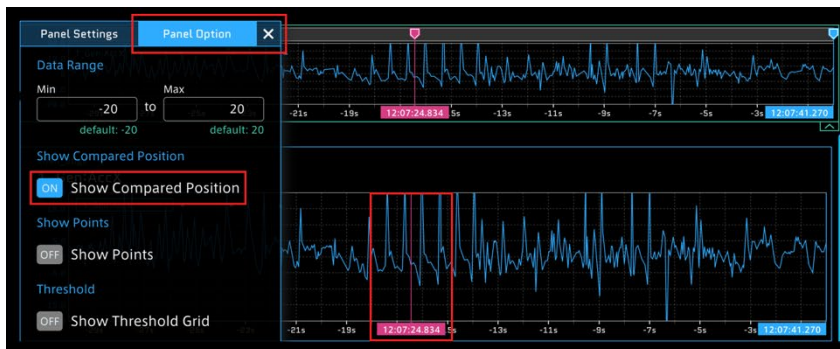 Panel Settings Panel Option ×
Data Range
Min Max
-20 to 20
default: -20 default: 20
-21s -19s 12:07:24.834 5s -13s -11s -9s -7s -5s -3s 12:07:41.270
Show Compared Position
ON Show Compared Position
Show Points
OFF Show Points
Threshold
OFF Show Threshold Grid
-21s -19s 12:07:24.834 5s -13s -11s -9s -7s -5s -3s 12:07:41.270